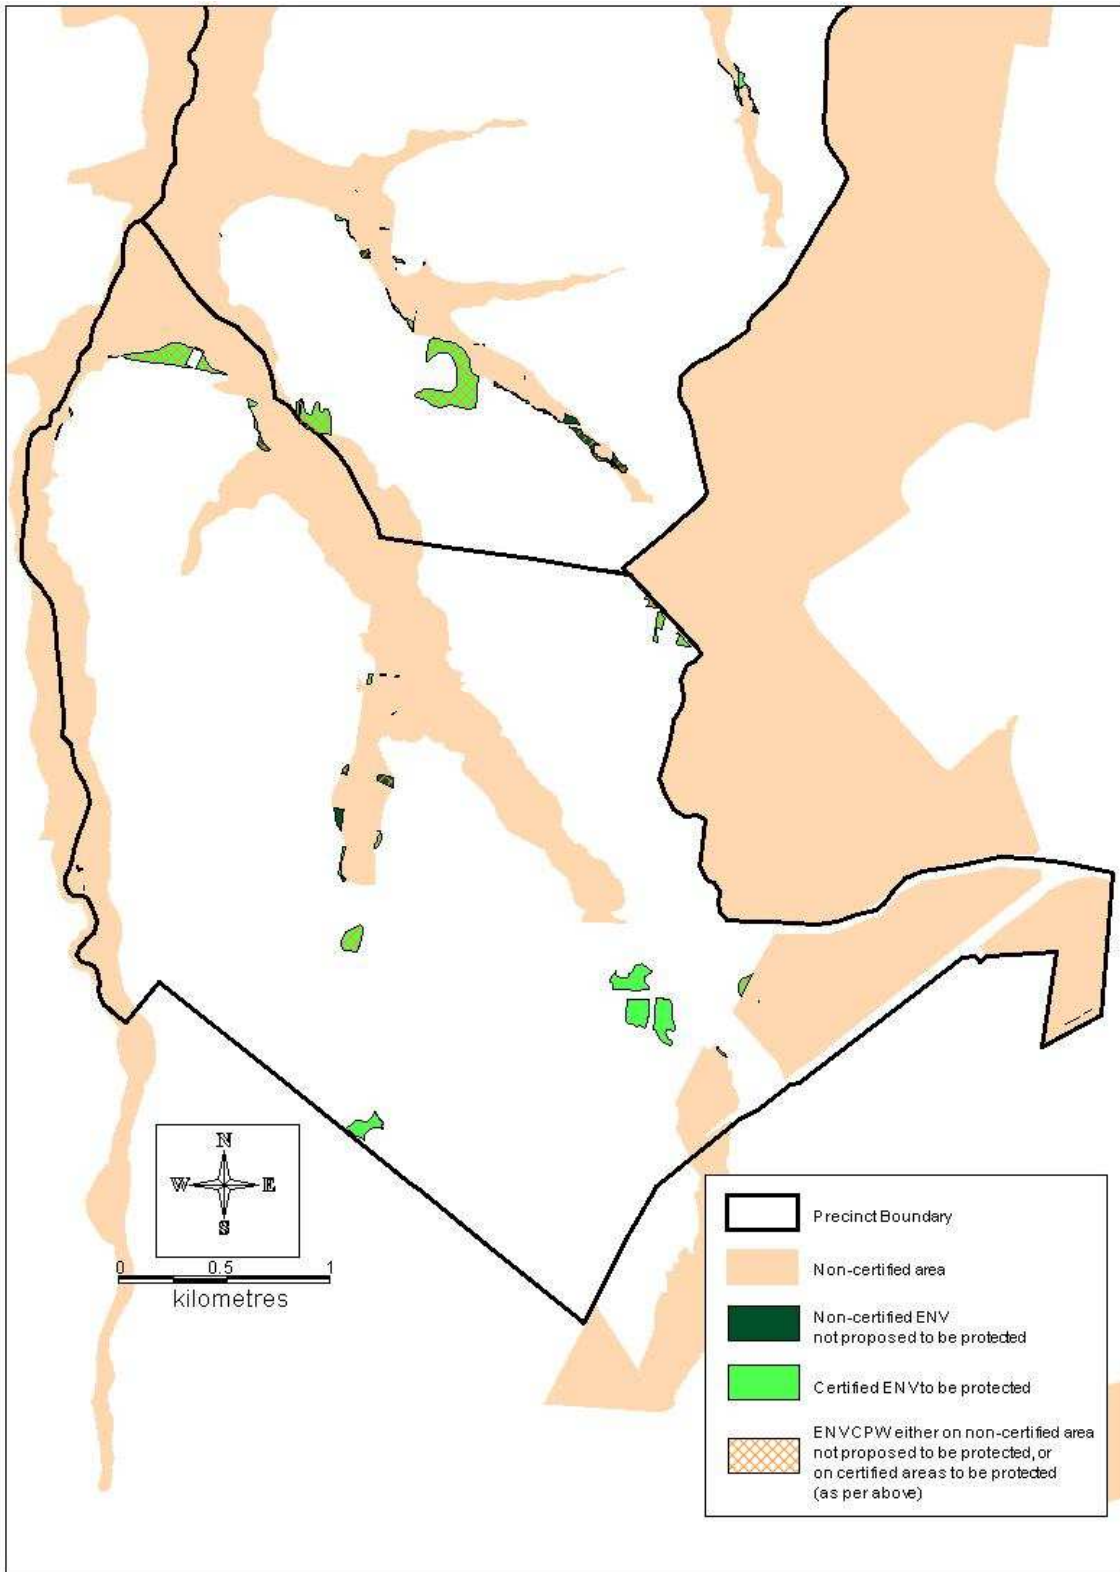 N
W E
S
0 0.5 1
kilometres
Precinct Boundary
Non-certified area
Non-certified ENV
not proposed to be protected
Certified ENV to be protected
ENVCPW either on non-certified area
not proposed to be protected, or
on certified areas to be protected
(as per above)